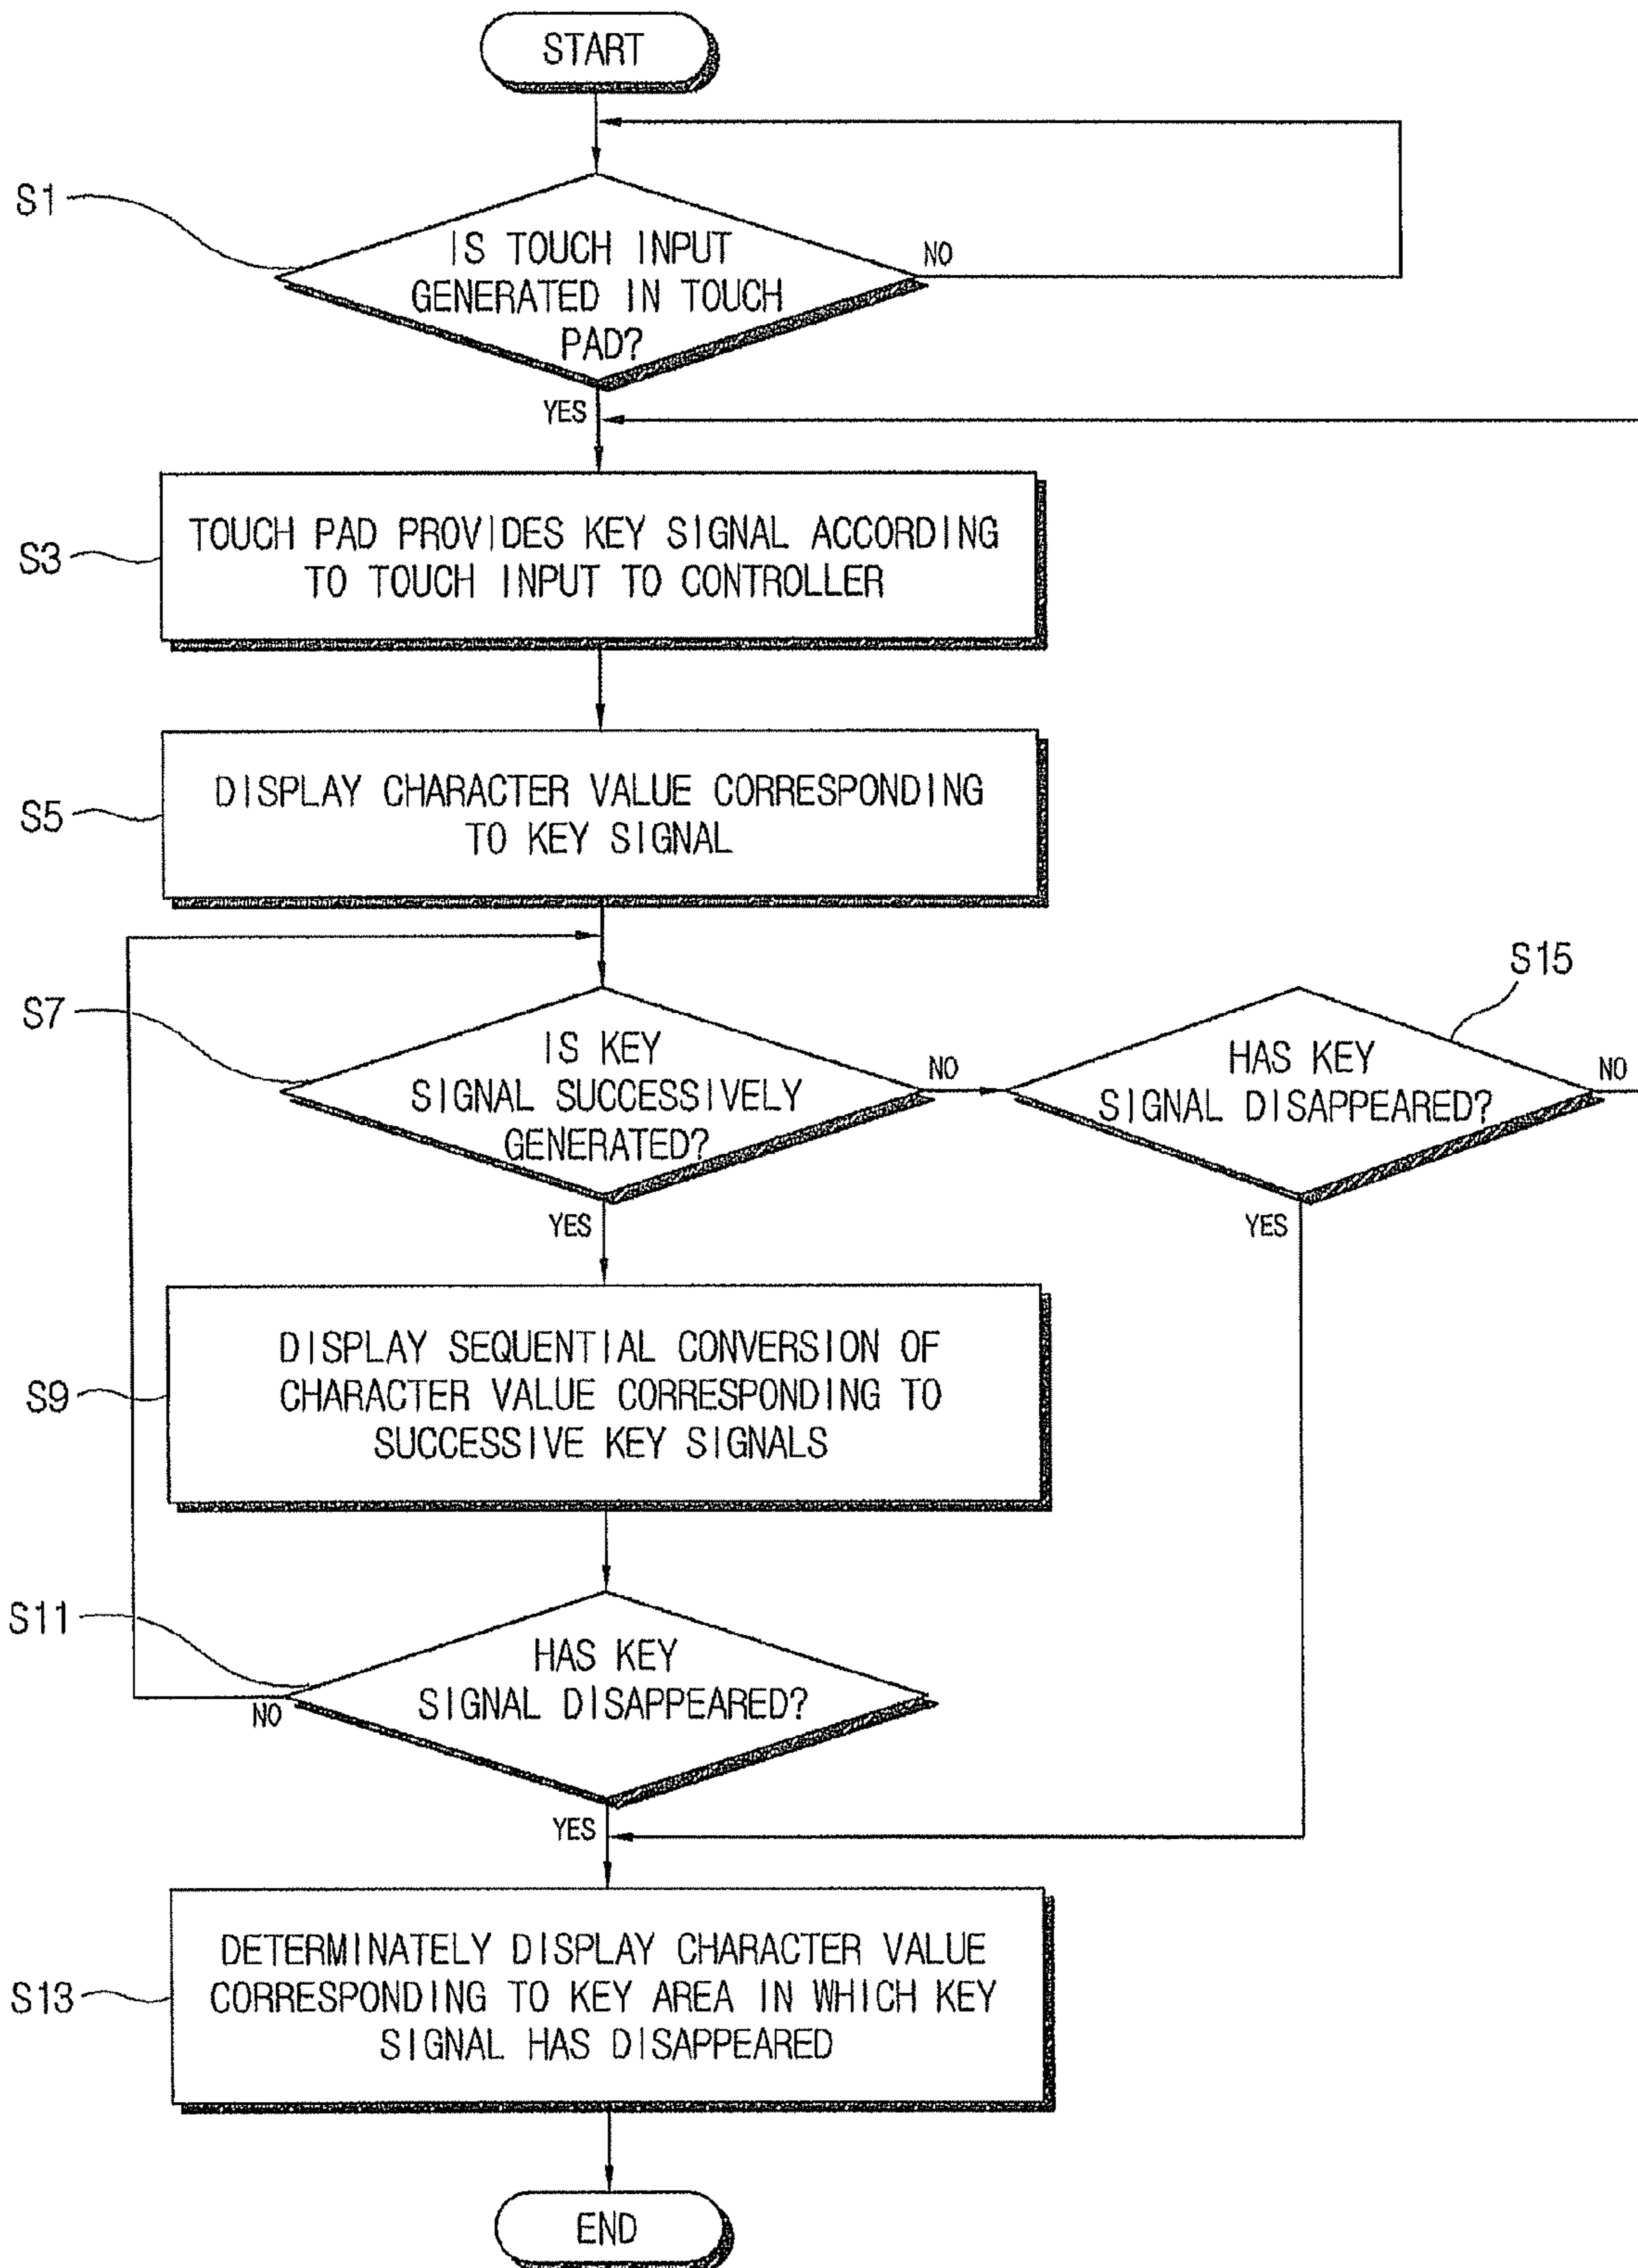 START
S1
IS TOUCH INPUT
GENERATED IN TOUCH
PAD?
NO
YES
S3
TOUCH PAD PROVIDES KEY SIGNAL ACCORDING
TO TOUCH INPUT TO CONTROLLER
S5
DISPLAY CHARACTER VALUE CORRESPONDING
TO KEY SIGNAL
S7
IS KEY
SIGNAL SUCCESSIVELY
GENERATED?
NO
YES
S15
HAS KEY
SIGNAL DISAPPEARED?
NO
YES
S9
DISPLAY SEQUENTIAL CONVERSION OF
CHARACTER VALUE CORRESPONDING TO
SUCCESSIVE KEY SIGNALS
S11
HAS KEY
SIGNAL DISAPPEARED?
NO
YES
S13
DETERMINATELY DISPLAY CHARACTER VALUE
CORRESPONDING TO KEY AREA IN WHICH KEY
SIGNAL HAS DISAPPEARED
END